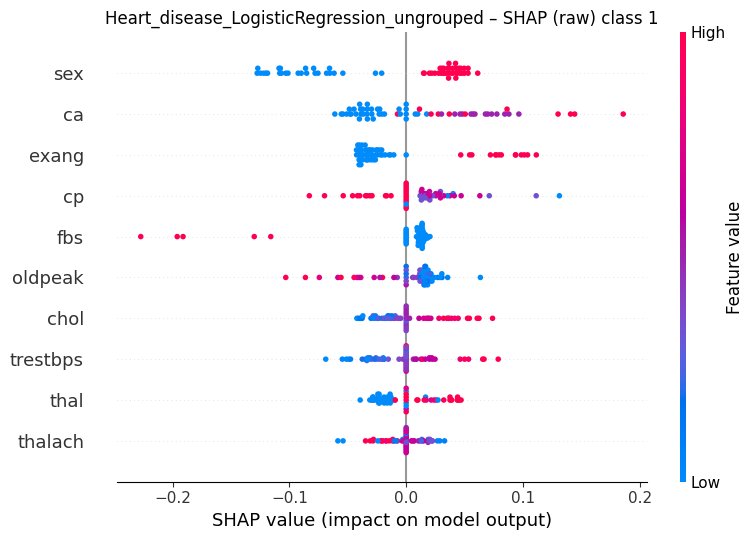 Heart_disease_LogisticRegression_ungrouped – SHAP (raw) class 1
High
sex
ca
exang
cp
fbs
oldpeak
chol
trestbps
thal
thalach
Feature value
Low
−0.2 −0.1 0.0 0.1 0.2
SHAP value (impact on model output)